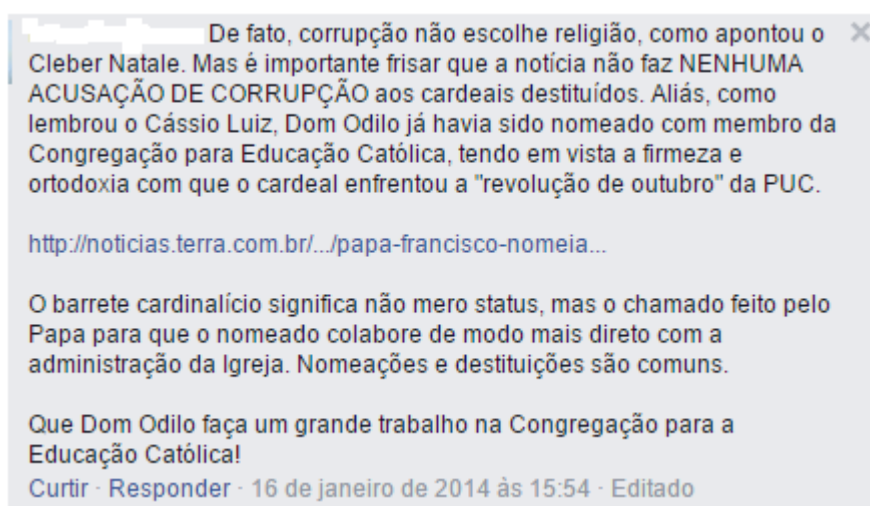 De fato, corrupção não escolhe religião, como apontou o
Cleber Natale. Mas é importante frisar que a notícia não faz NENHUMA
ACUSAÇÃO DE CORRUPÇÃO aos cardeais destituídos. Aliás, como
lembrou o Cássio Luiz, Dom Odilo já havia sido nomeado com membro da
Congregação para Educação Católica, tendo em vista a firmeza e
ortodoxia com que o cardeal enfrentou a "revolução de outubro" da PUC.
http://noticias.terra.com.br/.../papa-francisco-nomeia...
O barrete cardinalício significa não mero status, mas o chamado feito pelo
Papa para que o nomeado colabore de modo mais direto com a
administração da Igreja. Nomeações e destituições são comuns.
Que Dom Odilo faça um grande trabalho na Congregação para a
Educação Católica!
Curtir · Responder · 16 de janeiro de 2014 às 15:54 · Editado